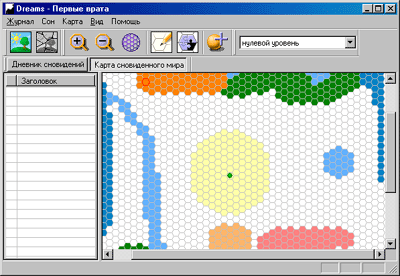 Dreams - Первые врата
Журнал Сон Карта Вид Помощь
нулевой уровень
Дневник сновидений Карта сновиденного мира
Заголовок